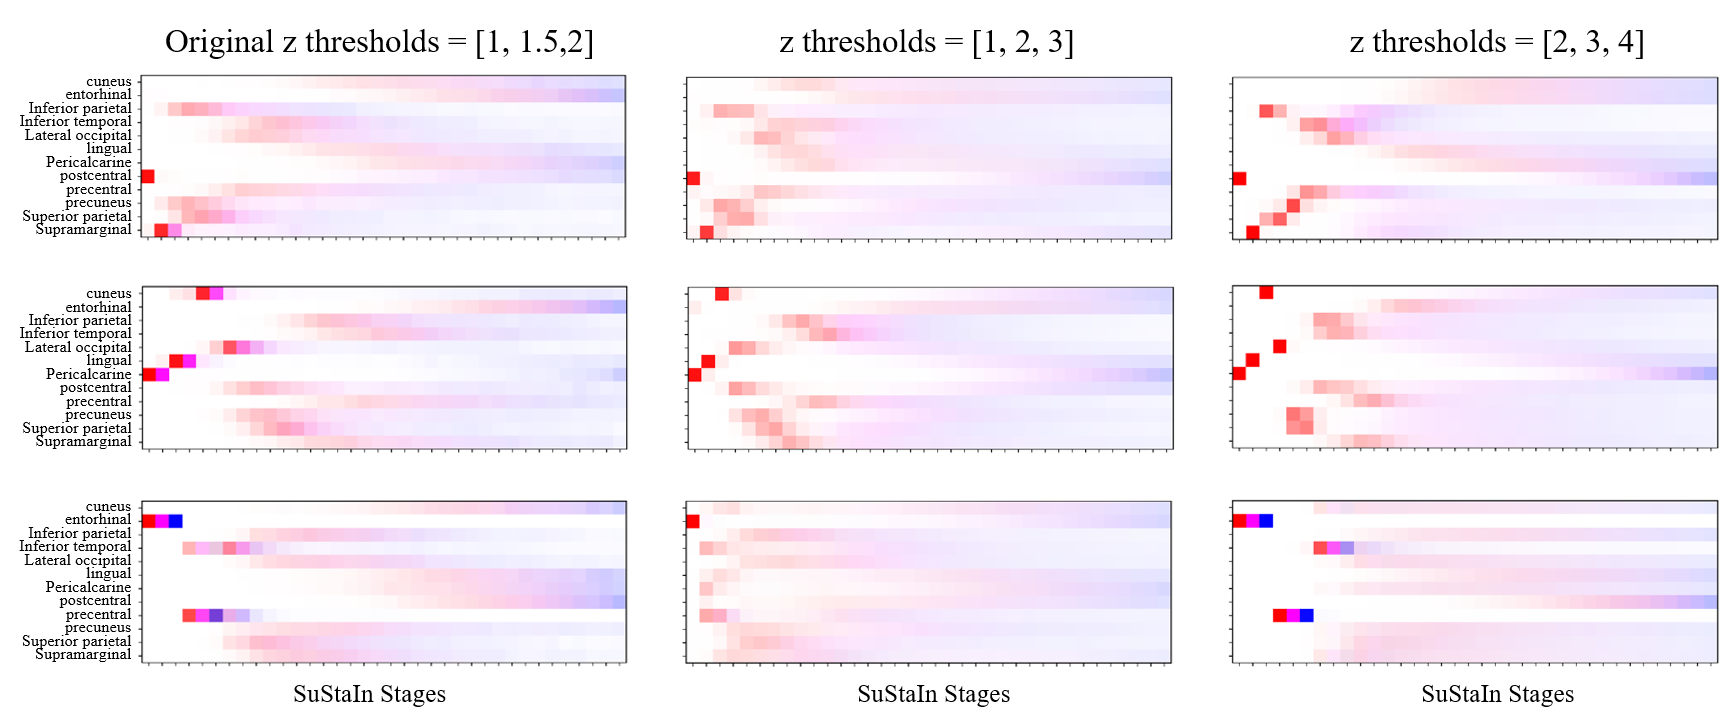 Original z thresholds = [1, 1.5,2]
z thresholds = [1, 2, 3]
z thresholds = [2, 3, 4]
cuneus
entorhinal
Inferior parietal
Inferior temporal
Lateral occipital
lingual
Pericalcarine
postcentral
precentral
precuneus
Superior parietal
Supramarginal
cuneus
entorhinal
Inferior parietal
Inferior temporal
Lateral occipital
lingual
Pericalcarine
postcentral
precentral
precuneus
Superior parietal
Supramarginal
cuneus
entorhinal
Inferior parietal
Inferior temporal
Lateral occipital
lingual
Pericalcarine
postcentral
precentral
precuneus
Superior parietal
Supramarginal
SuStaIn Stages
SuStaIn Stages
SuStaIn Stages